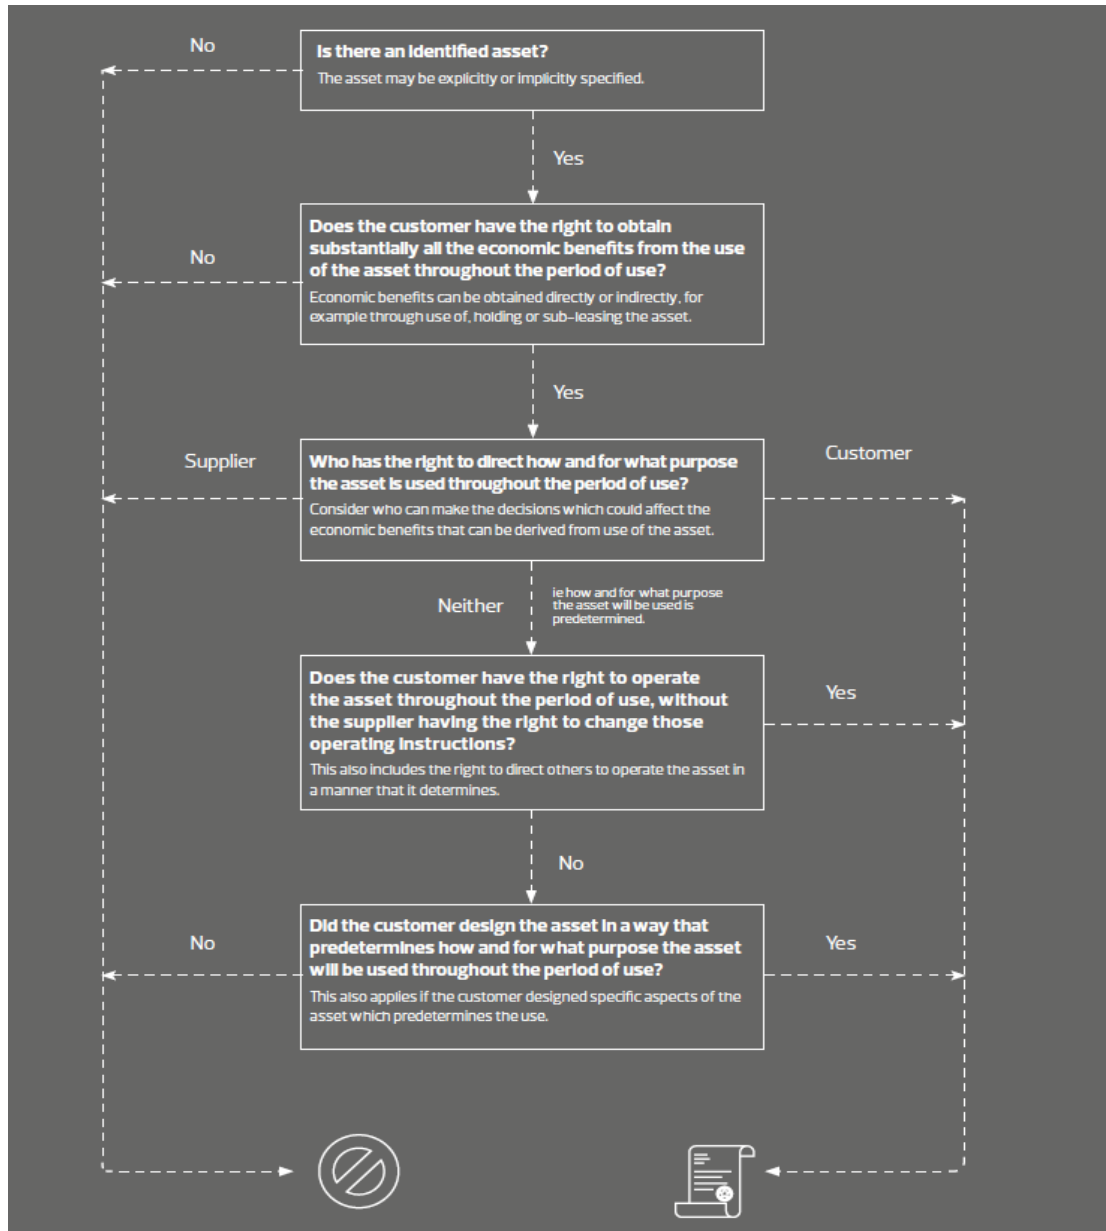 No
Is there an identified asset?
The asset may be explicitly or implicitly specified.
Yes
No
Does the customer have the right to obtain
substantially all the economic benefits from the use
of the asset throughout the period of use?
Economic benefits can be obtained directly or indirectly, for
example through use of, holding or sub-leasing the asset.
Yes
Supplier
Customer
Who has the right to direct how and for what purpose
the asset is used throughout the period of use?
Consider who can make the decisions which could affect the
economic benefits that can be derived from use of the asset.
Neither
ie how and for what purpose
the asset will be used is
predetermined.
Does the customer have the right to operate
the asset throughout the period of use, without
the supplier having the right to change those
operating instructions?
This also includes the right to direct others to operate the asset in
a manner that it determines.
Yes
No
No
Did the customer design the asset in a way that
predetermines how and for what purpose the asset
will be used throughout the period of use?
This also applies if the customer designed specific aspects of the
asset which predetermines the use.
Yes